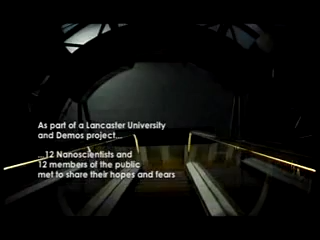 As part of a Lancaster University
and Demos project...
...12 Nanoscientists and
12 members of the public
met to share their hopes and fears